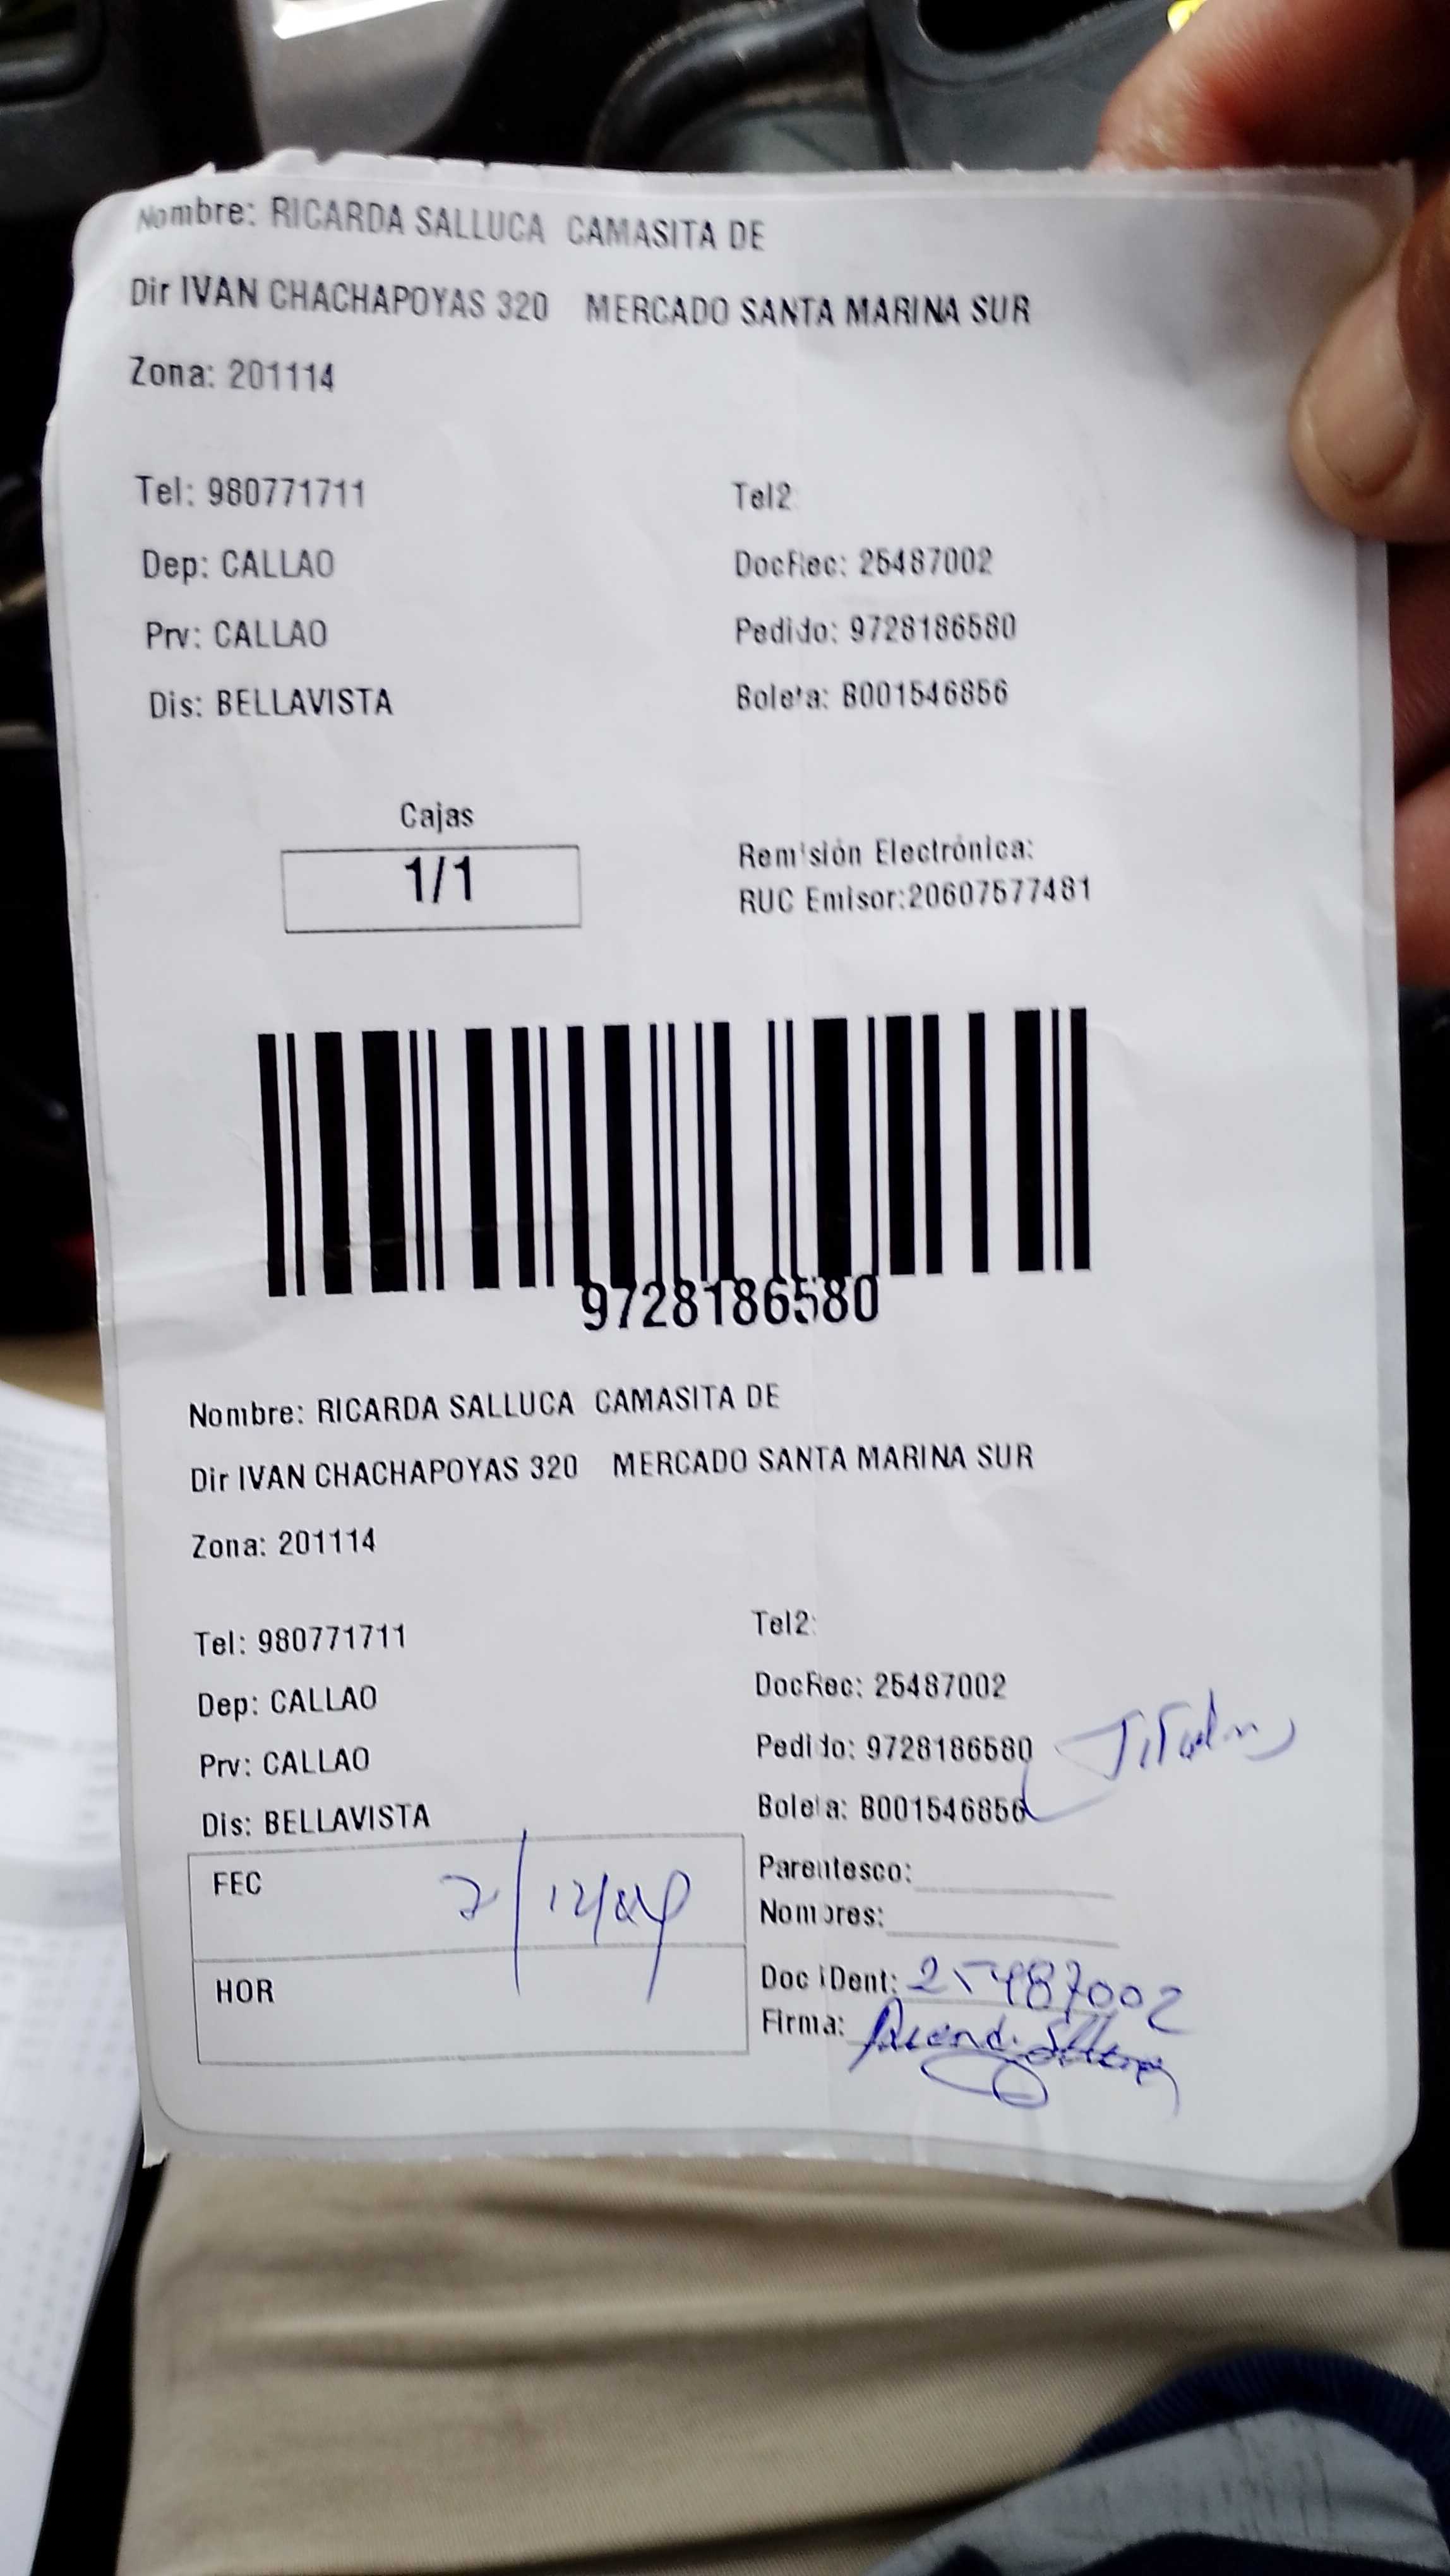 Nombre: RICARDA SALLUCA CAMASITA DE
Dir IVAN CHACHAPOYAS 320 MERCADO SANTA MARINA SUR
Zona: 201114
Tel: 980771711 Tel2:
Dep: CALLAO DocRec: 25487002
Prv: CALLAO Pedido: 9728186580
Dis: BELLAVISTA Boleta: B001546856
Cajas
1/1
Remisión Electrónica:
RUC Emisor:20607577481
9728186580
Nombre: RICARDA SALLUCA CAMASITA DE
Dir IVAN CHACHAPOYAS 320 MERCADO SANTA MARINA SUR
Zona: 201114
Tel: 980771711 Tel2:
Dep: CALLAO DocRec: 25487002
Prv: CALLAO Pedido: 9728186580 Titular
Dis: BELLAVISTA Boleta: B001546856
FEC 2/12/24 Parentesco:
Nombres:
HOR Doc iDent: 25487002
Firma: